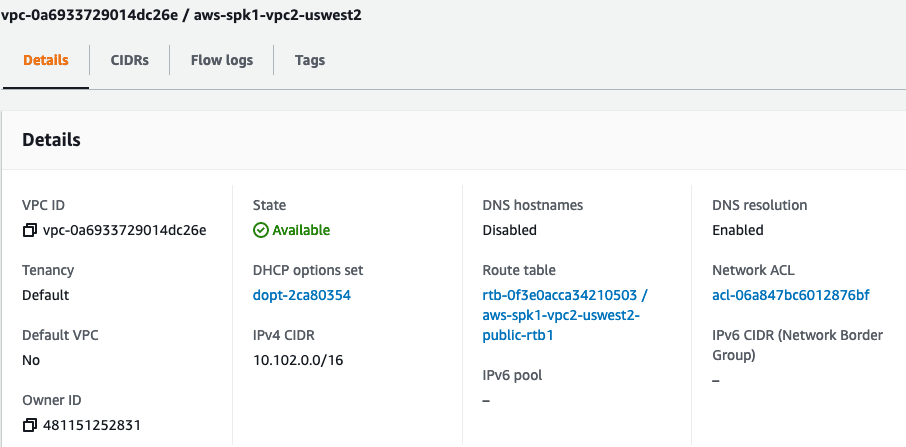 vpc-0a6933729014dc26e / aws-spk1-vpc2-uswest2
Details
CIDRs
Flow logs
Tags
Details
VPC ID
vpc-0a6933729014dc26e
State
Available
DNS hostnames
Disabled
DNS resolution
Enabled
Tenancy
Default
DHCP options set
dopt-2ca80354
Route table
rtb-0f3e0acca34210503 /
aws-spk1-vpc2-uswest2-
public-rtb1
Network ACL
acl-06a847bc6012876bf
Default VPC
No
IPv4 CIDR
10.102.0.0/16
IPv6 pool
–
IPv6 CIDR (Network Border
Group)
–
Owner ID
481151252831